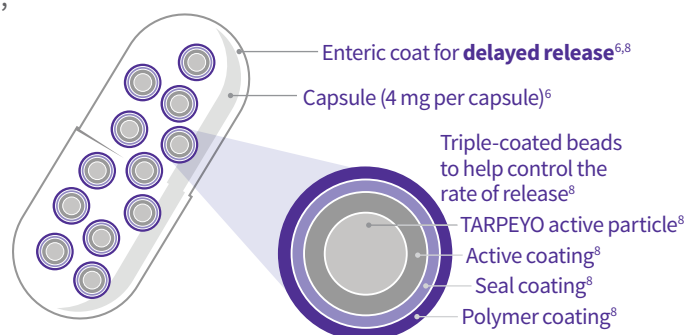 ,
Enteric coat for delayed release6,8
Capsule (4 mg per capsule)6
Triple-coated beads
to help control the
rate of release8
TARPEYO active particle8
Active coating8
Seal coating8
Polymer coating8